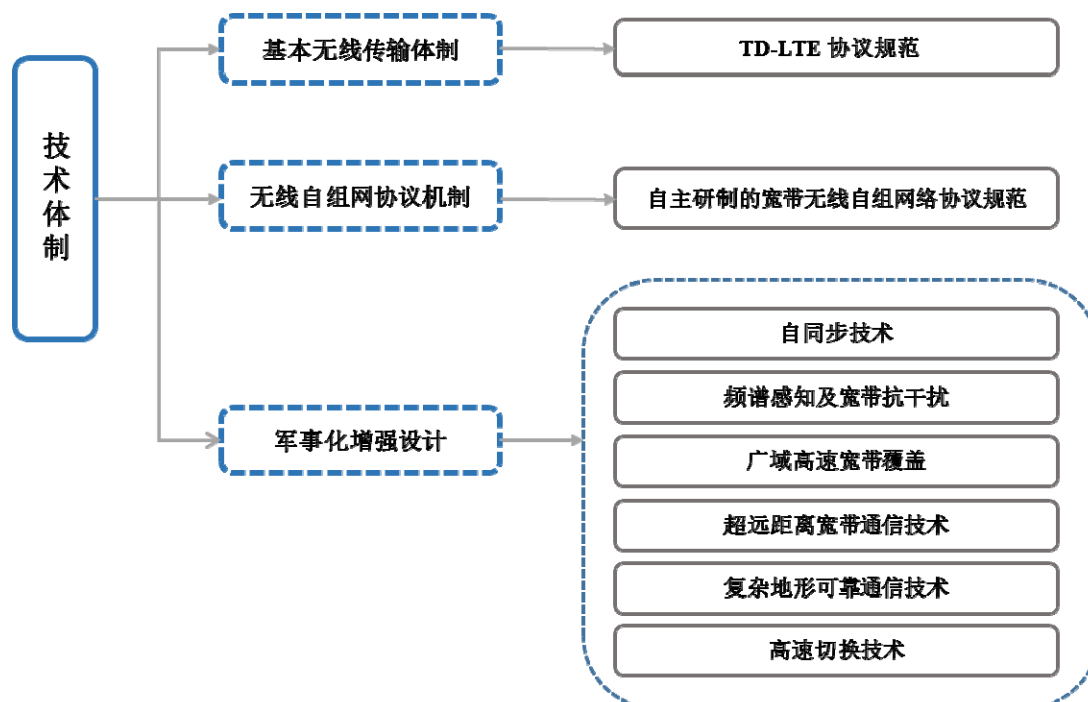 技术体制
基本无线传输体制
TD-LTE 协议规范
无线自组网协议机制
自主研制的宽带无线自组网络协议规范
军事化增强设计
自同步技术
频谱感知及宽带抗干扰
广域高速宽带覆盖
超远距离宽带通信技术
复杂地形可靠通信技术
高速切换技术